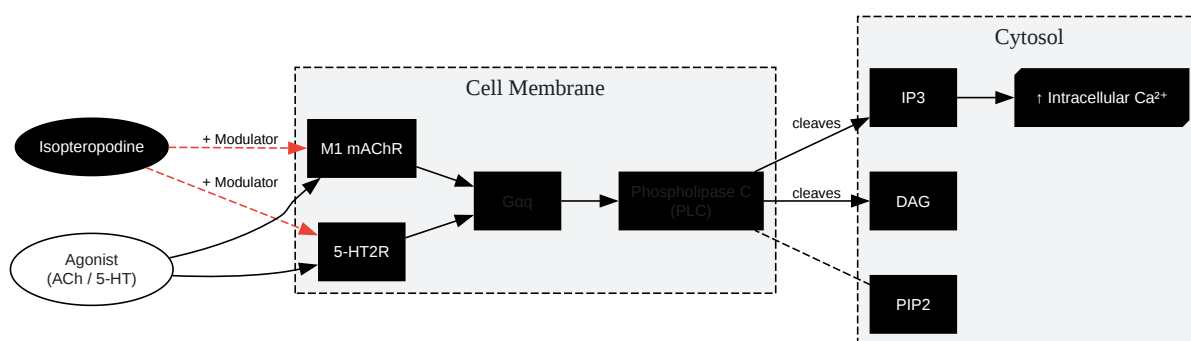 Cytosol
Cell Membrane
IP3
↑ Intracellular Ca²⁺
cleaves
+ Modulator
Isopteropodine
M1 mAChR
+ Modulator
Gαq
Phospholipase C
(PLC)
cleaves
DAG
5-HT2R
Agonist
(ACh / 5-HT)
PIP2